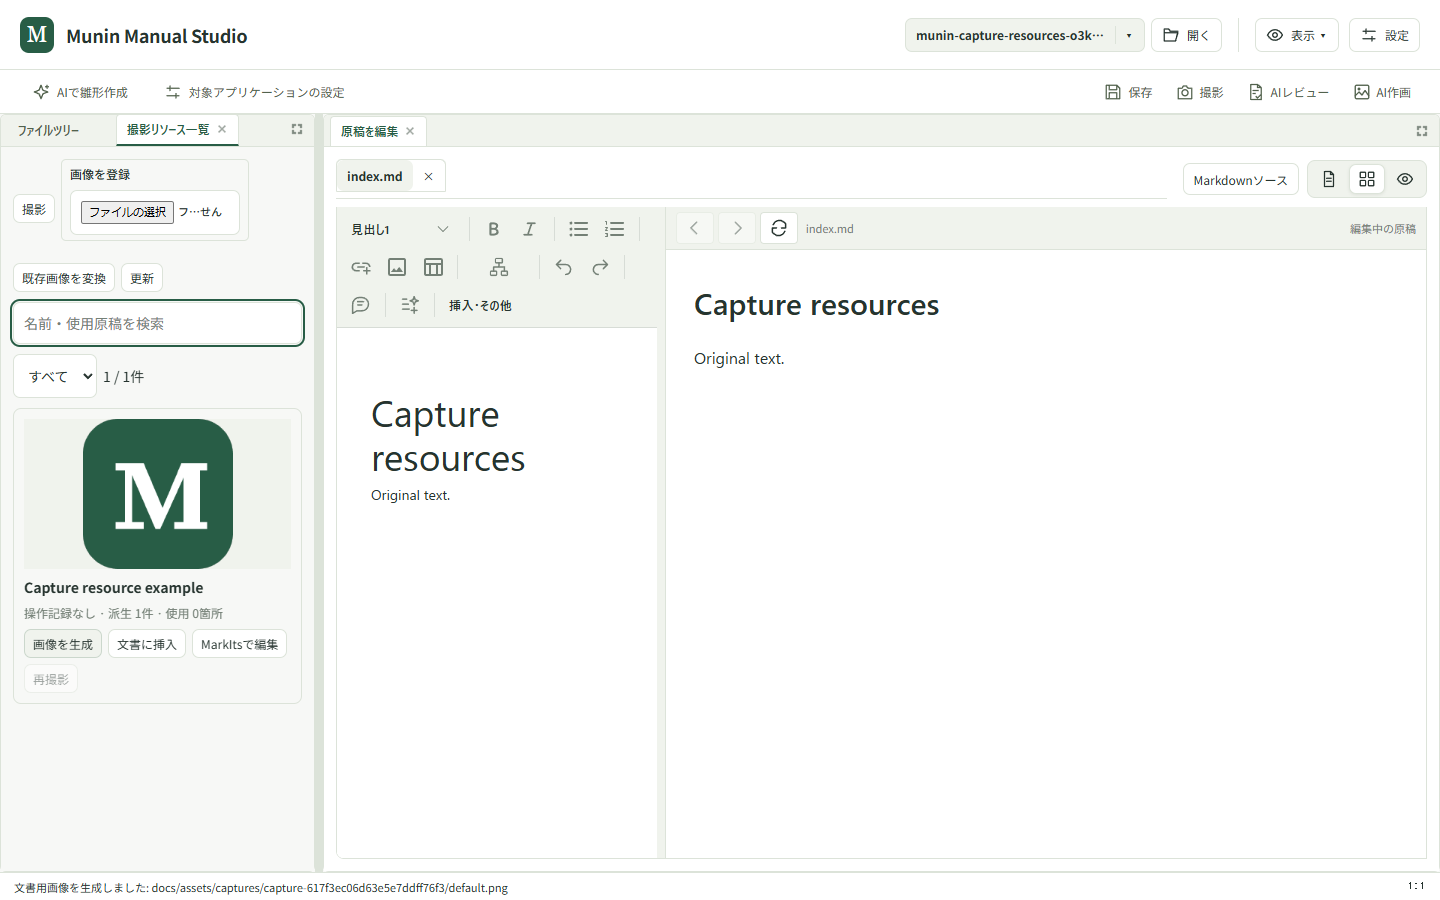 M
Munin Manual Studio
munin-capture-resources-o3k…
開く
表示
設定
AIで雛形作成
対象アプリケーションの設定
保存
撮影
AIレビュー
AI作画
ファイルツリー
撮影リソース一覧
原稿を編集
撮影
画像を登録
ファイルの選択 フ…せん
既存画像を変換
更新
名前・使用原稿を検索
すべて
1 / 1件
M
Capture resource example
操作記録なし · 派生 1件 · 使用 0箇所
画像を生成
文書に挿入
MarkItsで編集
再撮影
index.md
Markdownソース
見出し1
B
I
挿入・その他
Capture
resources
Original text.
index.md
編集中の原稿
Capture resources
Original text.
文書用画像を生成しました: docs/assets/captures/capture-617f3ec06d63e5e7ddff76f3/default.png
1:1